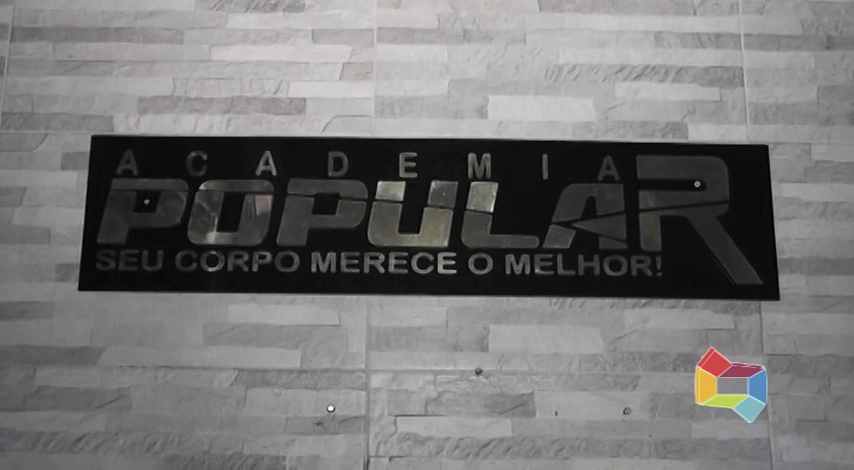 ACADEMIA
POPULAR
SEU CORPO MERECE O MELHOR!